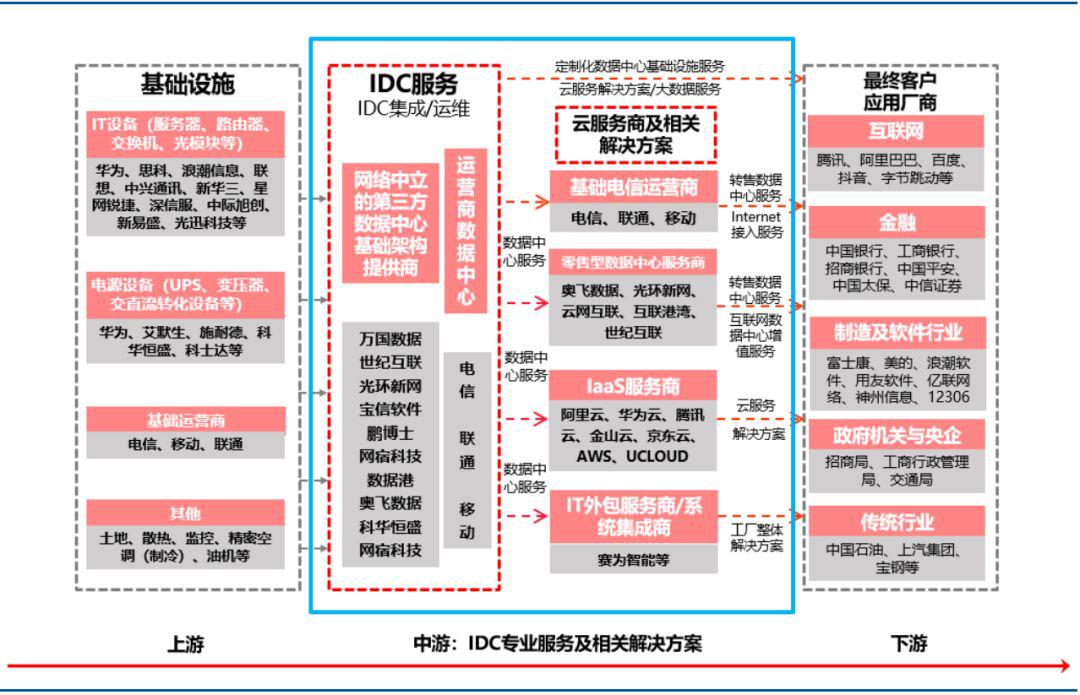 基础设施
IT设备（服务器、路由器、
交换机、光模块等）
华为、思科、浪潮信息、联
想、中兴通讯、新华三、星
网锐捷、深信服、中际旭创、
新易盛、光迅科技等
电源设备（UPS、变压器、
交直流转化设备等）
华为、艾默生、施耐德、科
华恒盛、科士达等
基础运营商
电信、移动、联通
其他
土地、散热、监控、精密空
调（制冷）、油机等
IDC服务
IDC集成/运维
网络中立
的第三方
数据中心
基础架构
提供商
运营商数据中心
万国数据
世纪互联
光环新网
宝信软件
鹏博士
网宿科技
数据港
奥飞数据
科华恒盛
网宿科技
电信
联通
移动
数据中
心服务
数据中
心服务
数据中
心服务
定制化数据中心基础设施服务
云服务解决方案/大数据服务
云服务商及相关
解决方案
基础电信运营商
电信、联通、移动
零售型数据中心服务商
奥飞数据、光环新网、
云网互联、互联港湾、
世纪互联
IaaS服务商
阿里云、华为云、腾讯
云、金山云、京东云、
AWS、UCLOUD
IT外包服务商/系
统集成商
赛为智能等
转售数据
中心服务
Internet
接入服务
转售数据
中心服务
互联网数
据中心增
值服务
云服务
解决方案
工厂整体
解决方案
最终客户
应用厂商
互联网
腾讯、阿里巴巴、百度、
抖音、字节跳动等
金融
中国银行、工商银行、
招商银行、中国平安、
中国太保、中信证券
制造及软件行业
富士康、美的、浪潮软
件、用友软件、亿联网
络、神州信息、12306
政府机关与央企
招商局、工商行政管理
局、交通局
传统行业
中国石油、上汽集团、
宝钢等
上游
中游：IDC专业服务及相关解决方案
下游